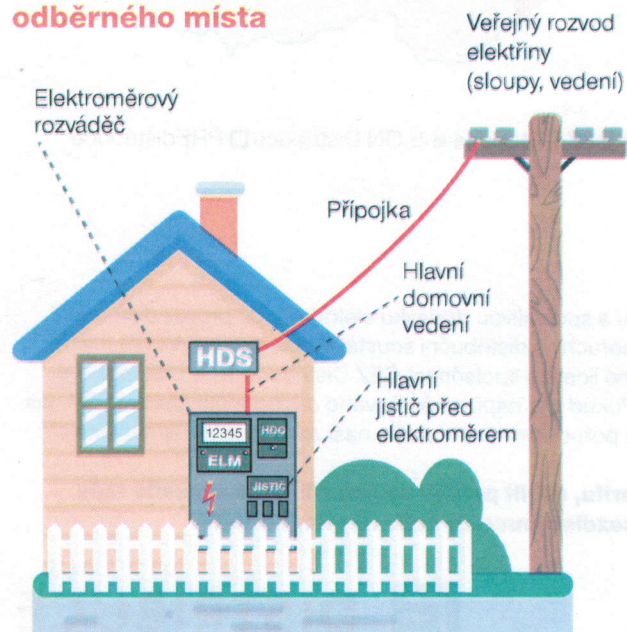 odběrného místa
Veřejný rozvod
elektřiny
(sloupy, vedení)
Elektroměrový
rozváděč
Přípojka
Hlavní
domovní
vedení
HDS
Hlavní
jistič před
elektroměrem
12345
HDO
ELM
JISTIČ